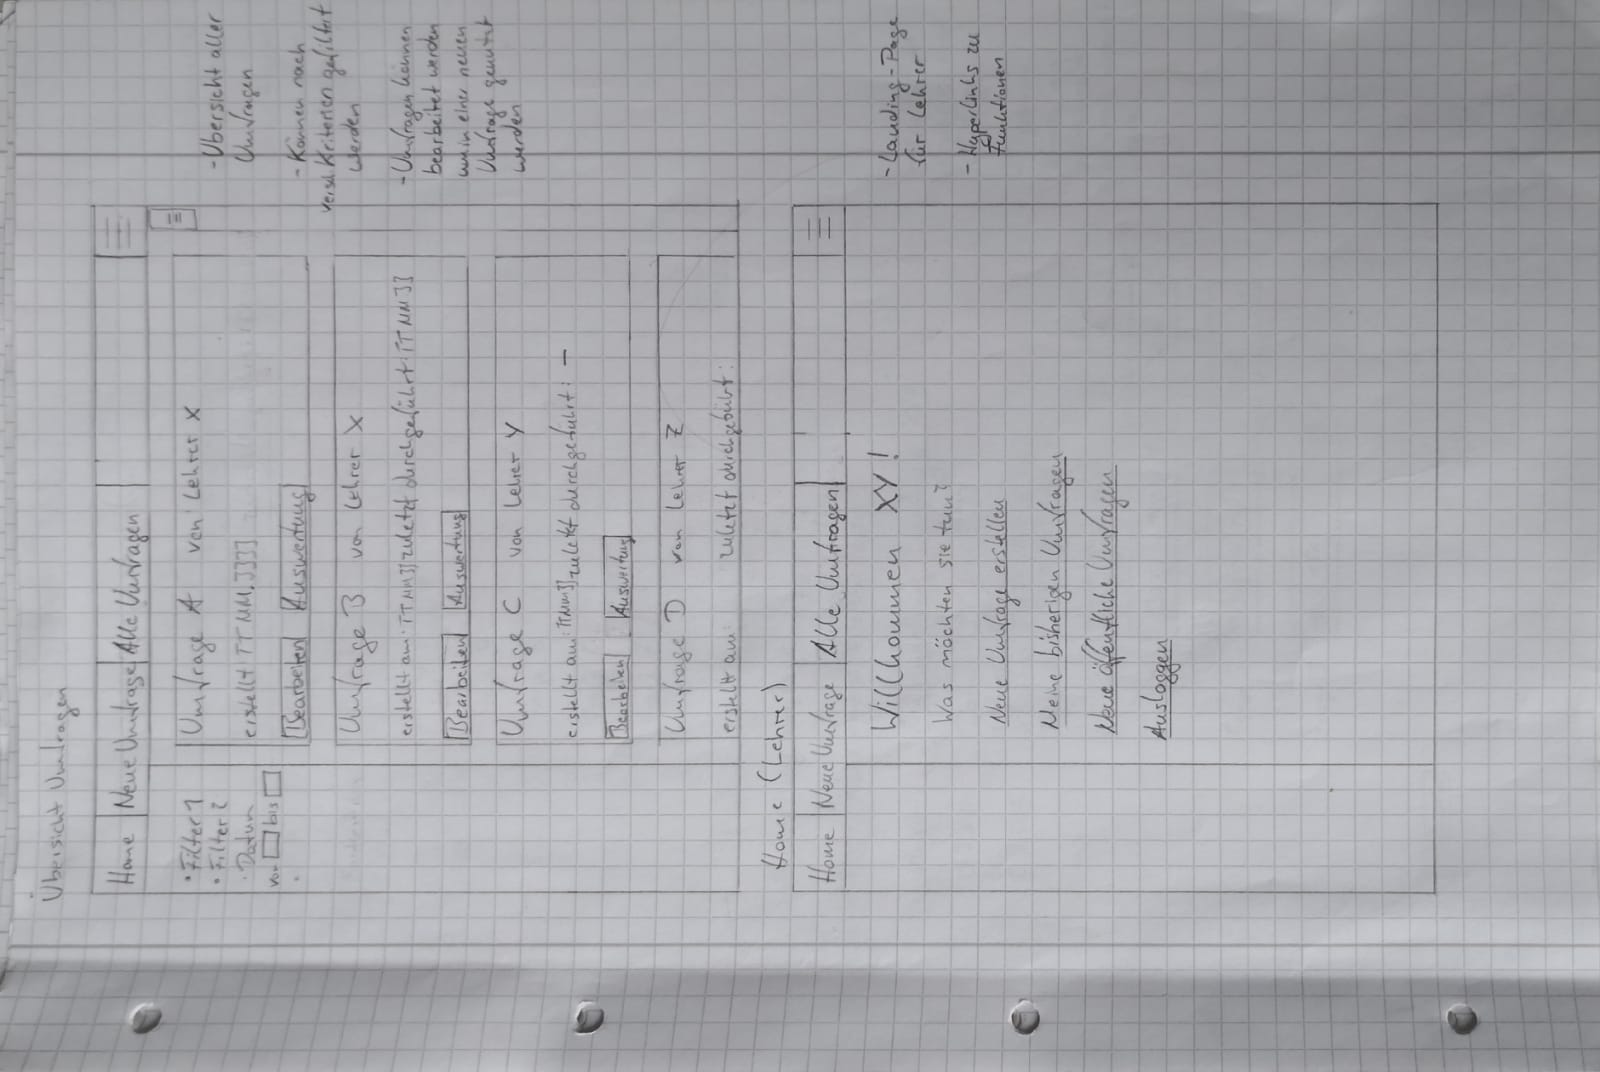 Übersicht Umfragen
Home | Neue Umfrage | Alle Umfragen
• Filter 1
• Filter 2
• Datum
von bis
Umfrage A von Lehrer X
erstellt TT.MM.JJJJ
Bearbeiten Auswertung
Umfrage B von Lehrer X
erstellt am: TT MM JJ zuletzt durchgeführt: TT MM JJ
Bearbeiten Auswertung
Umfrage C von Lehrer Y
erstellt am: TT MM JJ zuletzt durchgeführt: –
Bearbeiten Auswertung
Umfrage D von Lehrer Z
erstellt am: zuletzt durchgeführt:
- Übersicht aller
Umfragen
- Können nach
versch. Kriterien gefiltert
werden
- Umfragen können
bearbeitet werden
um in einer neuen
Umfrage genutzt
werden
Home (Lehrer)
Home | Neue Umfrage | Alle Umfragen
Willkommen XY!
Was möchten sie tun?
Neue Umfrage erstellen
Meine bisherigen Umfragen
Neue öffentliche Umfragen
Ausloggen
- Landing-Page
für Lehrer
- Hyperlinks zu
Funktionen